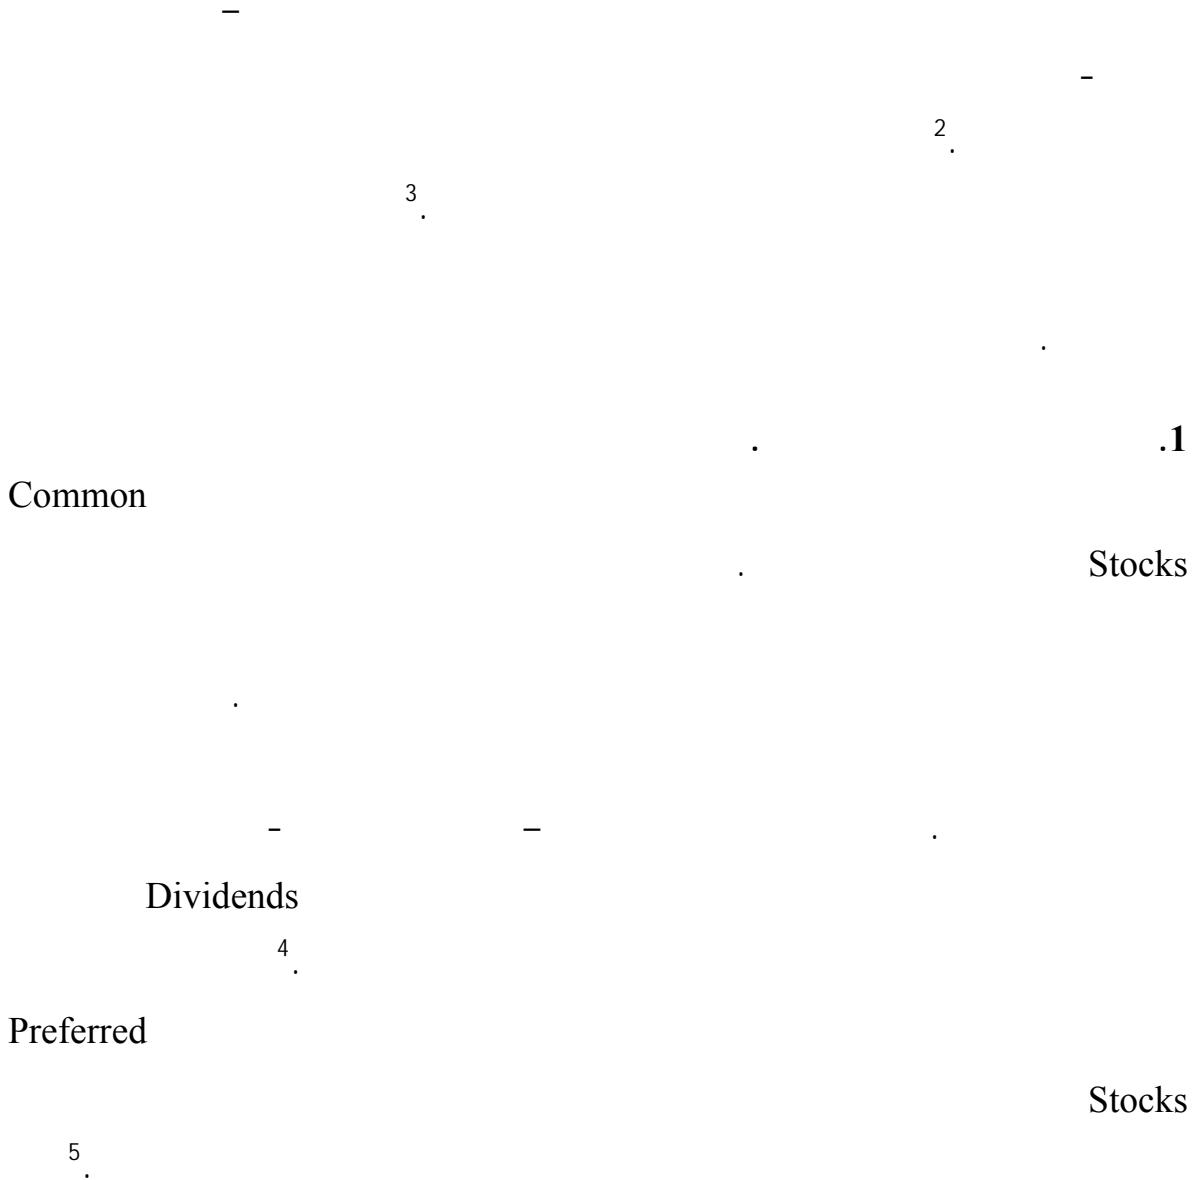 –
-
2.
3.
.
.1 .
Common
Stocks .
.
. – -
Dividends
4.
Preferred
Stocks
5.